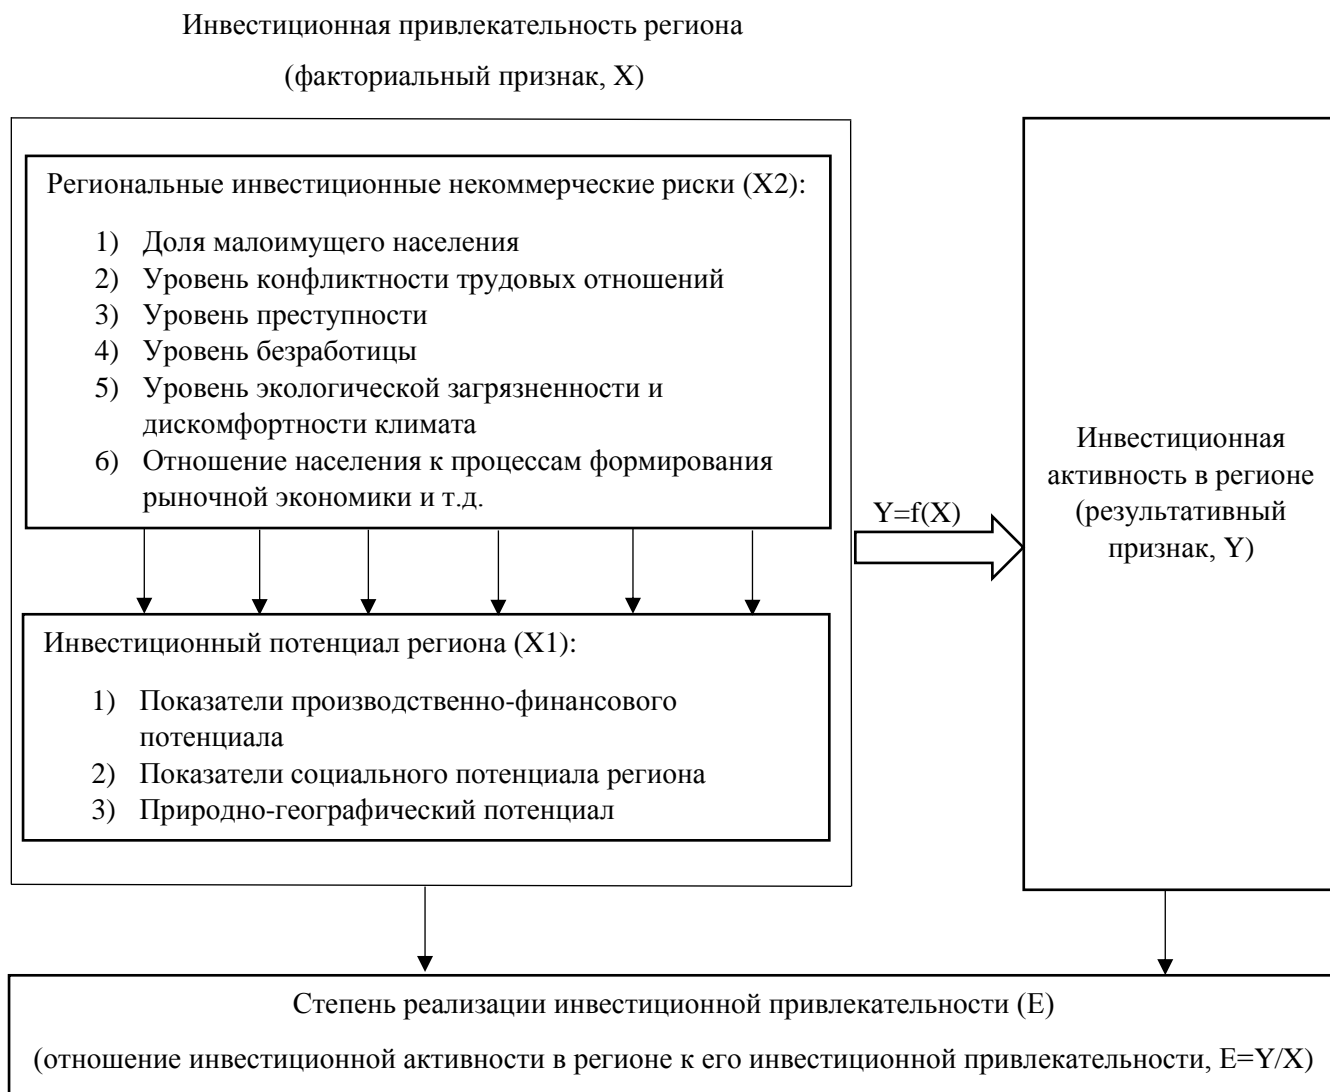 Инвестиционная привлекательность региона
(факториальный признак, X)
Региональные инвестиционные некоммерческие риски (X2):
1) Доля малоимущего населения
2) Уровень конфликтности трудовых отношений
3) Уровень преступности
4) Уровень безработицы
5) Уровень экологической загрязненности и
дискомфортности климата
6) Отношение населения к процессам формирования
рыночной экономики и т.д.
Инвестиционный потенциал региона (X1):
1) Показатели производственно-финансового
потенциала
2) Показатели социального потенциала региона
3) Природно-географический потенциал
Y=f(X)
Инвестиционная
активность в регионе
(результативный
признак, Y)
Степень реализации инвестиционной привлекательности (E)
(отношение инвестиционной активности в регионе к его инвестиционной привлекательности, E=Y/X)